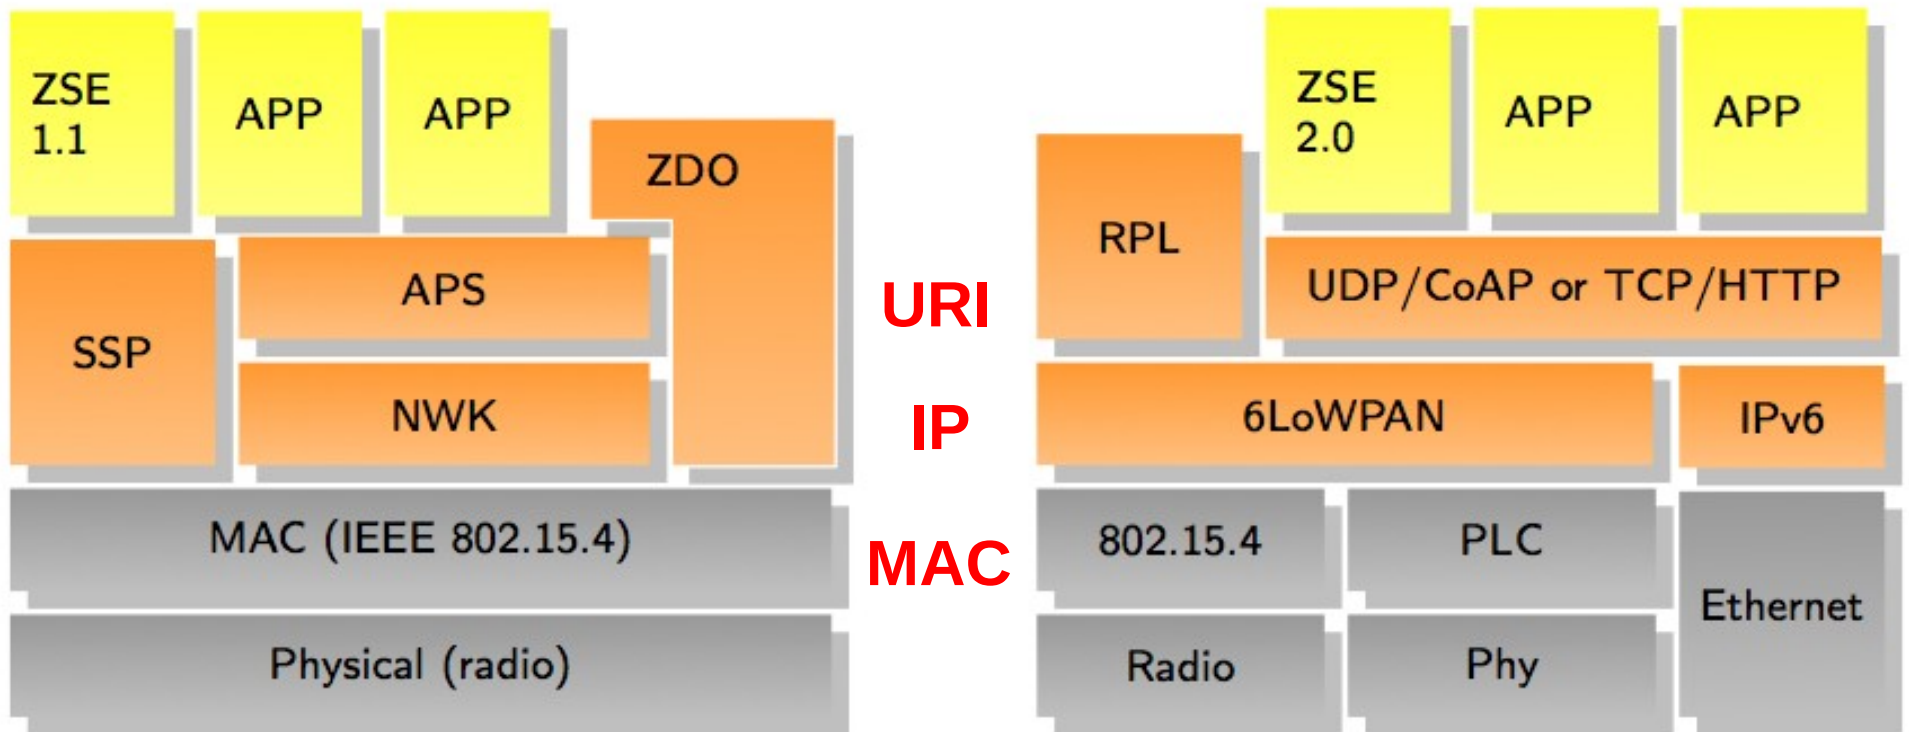 ZSE
1.1
APP
APP
ZDO
SSP
APS
NWK
MAC (IEEE 802.15.4)
Physical (radio)
URI
IP
MAC
RPL
ZSE
2.0
APP
APP
UDP/CoAP or TCP/HTTP
6LoWPAN
IPv6
802.15.4
PLC
Ethernet
Radio
Phy